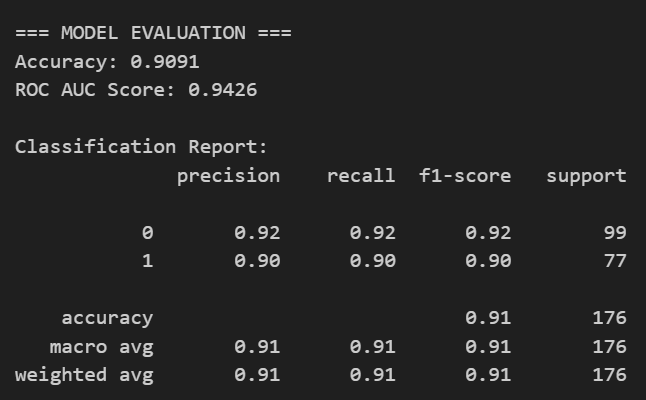 === MODEL EVALUATION ===
Accuracy: 0.9091
ROC AUC Score: 0.9426
Classification Report:
precision recall f1-score support
0 0.92 0.92 0.92 99
1 0.90 0.90 0.90 77
accuracy 0.91 176
macro avg 0.91 0.91 0.91 176
weighted avg 0.91 0.91 0.91 176